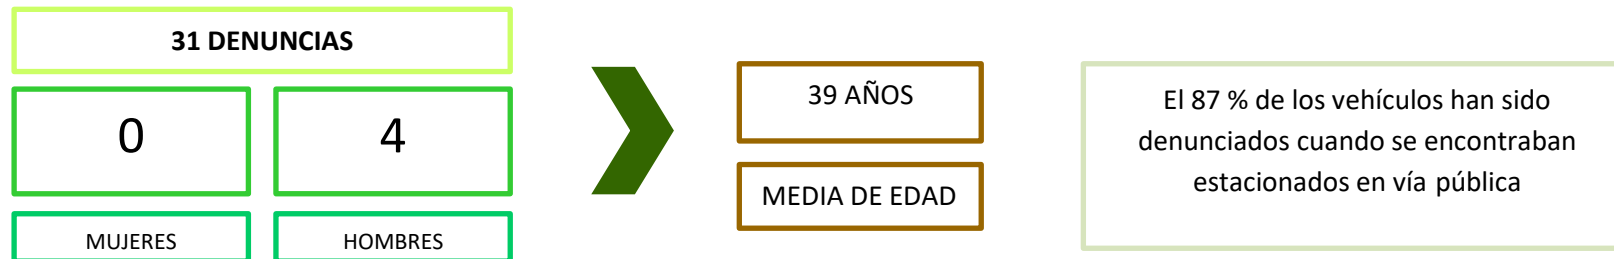 31 DENUNCIAS
0
4
MUJERES
HOMBRES
39 AÑOS
MEDIA DE EDAD
El 87 % de los vehículos han sido
denunciados cuando se encontraban
estacionados en vía pública